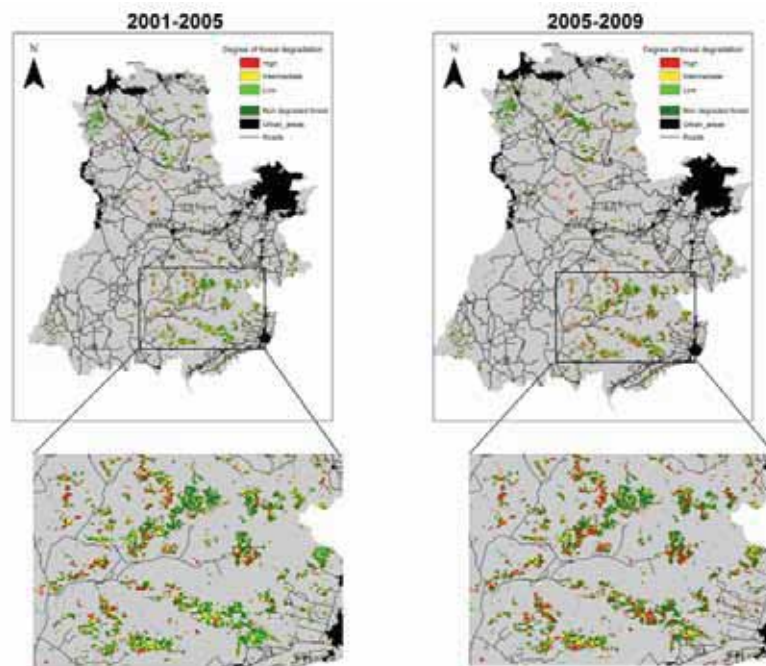 2001-2005
N
Degree of forest degradation
High
Intermediate
Low
Non degraded forest
Urban_areas
Roads
2005-2009
N
Degree of forest degradation
High
Intermediate
Low
Non degraded forest
Urban_areas
Roads